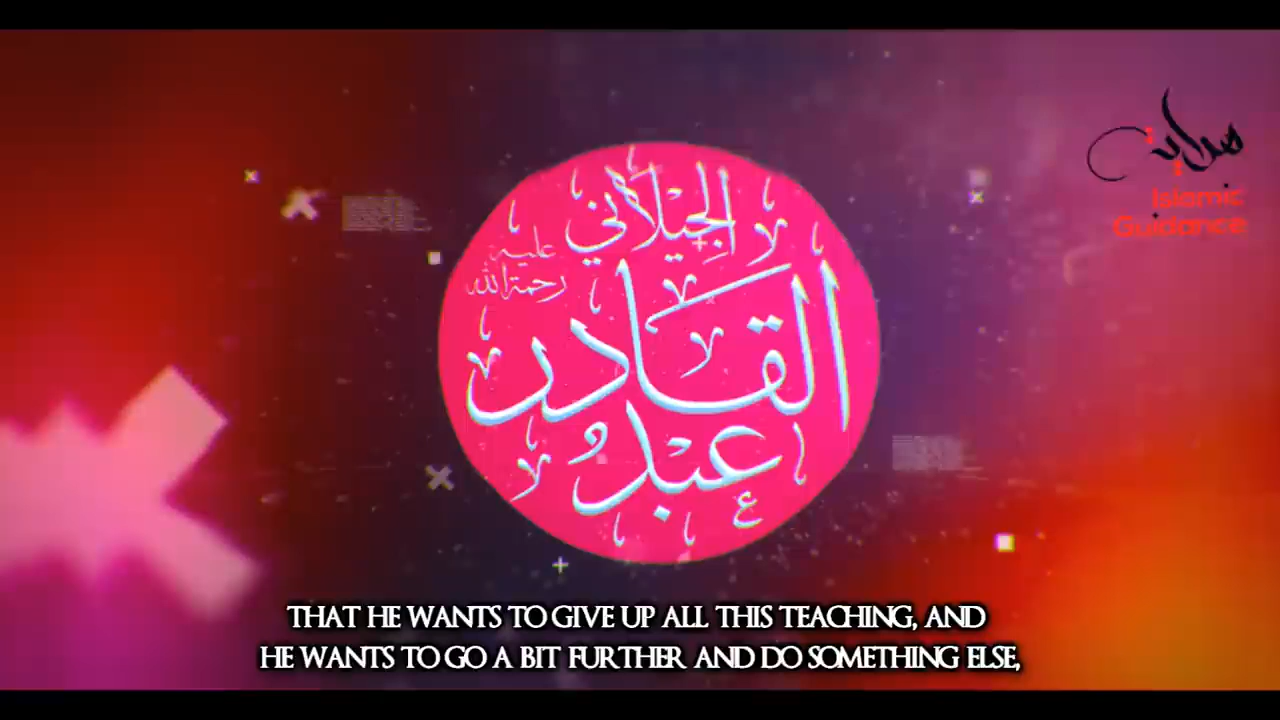 هداية
Islamic
Guidance
الجيلاني
عليه
رحمة الله
القادر
عبد
THAT HE WANTS TO GIVE UP ALL THIS TEACHING, AND
HE WANTS TO GO A BIT FURTHER AND DO SOMETHING ELSE,